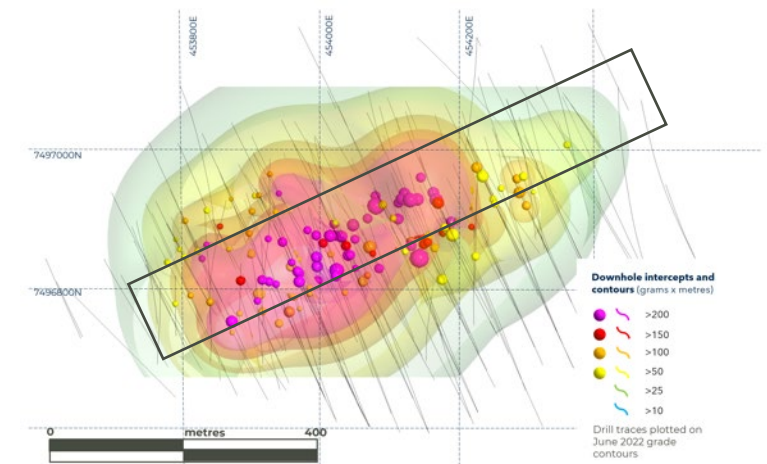 453800E
454000E
454200E
7497000N
7496800N
Downhole intercepts and
contours (grams x metres)
>200
>150
>100
>50
>25
>10
Drill traces plotted on
June 2022 grade
contours
0 metres 400